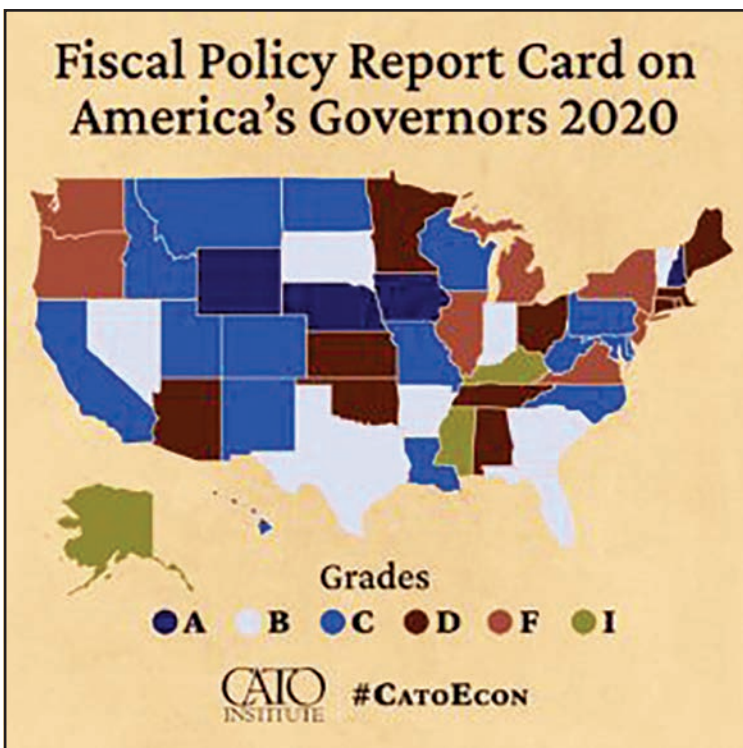 Fiscal Policy Report Card on
America's Governors 2020
Grades
A B C D F I
CATO
INSTITUTE
#CATOECON